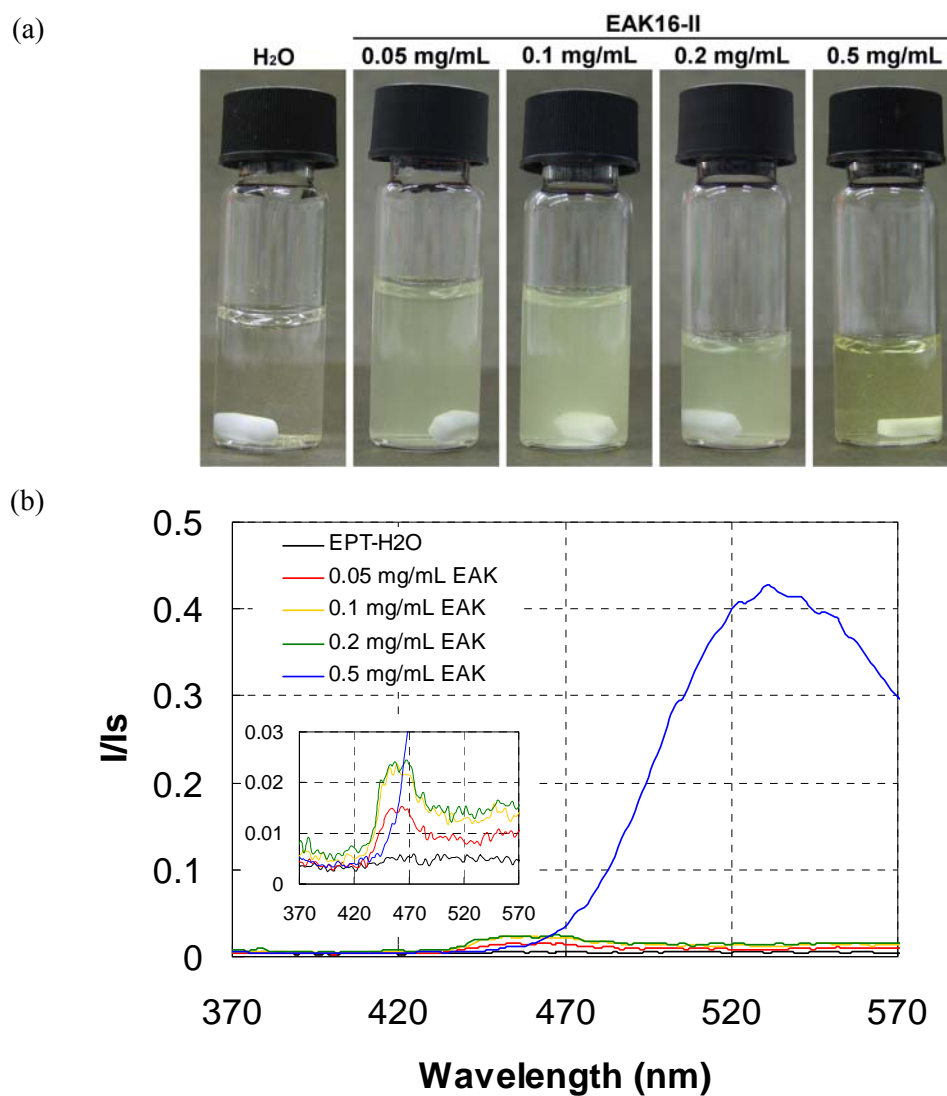 (a)
EAK16-II
H2O 0.05 mg/mL 0.1 mg/mL 0.2 mg/mL 0.5 mg/mL
(b)
0.5
0.4
0.3
0.2
0.1
0
I/Is
EPT-H2O
0.05 mg/mL EAK
0.1 mg/mL EAK
0.2 mg/mL EAK
0.5 mg/mL EAK
0.03
0.02
0.01
0
370 420 470 520 570
370 420 470 520 570
Wavelength (nm)